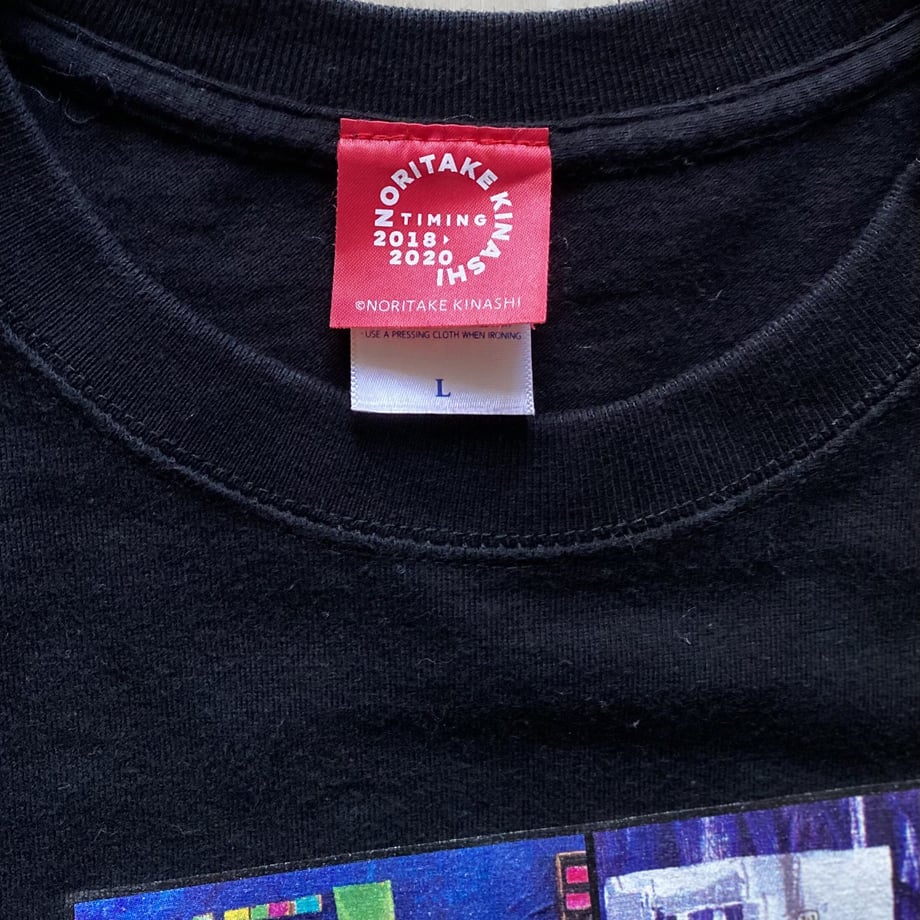 NORITAKE KINASHI
TIMING
2018▸
2020
©NORITAKE KINASHI
USE A PRESSING CLOTH WHEN IRONING
L